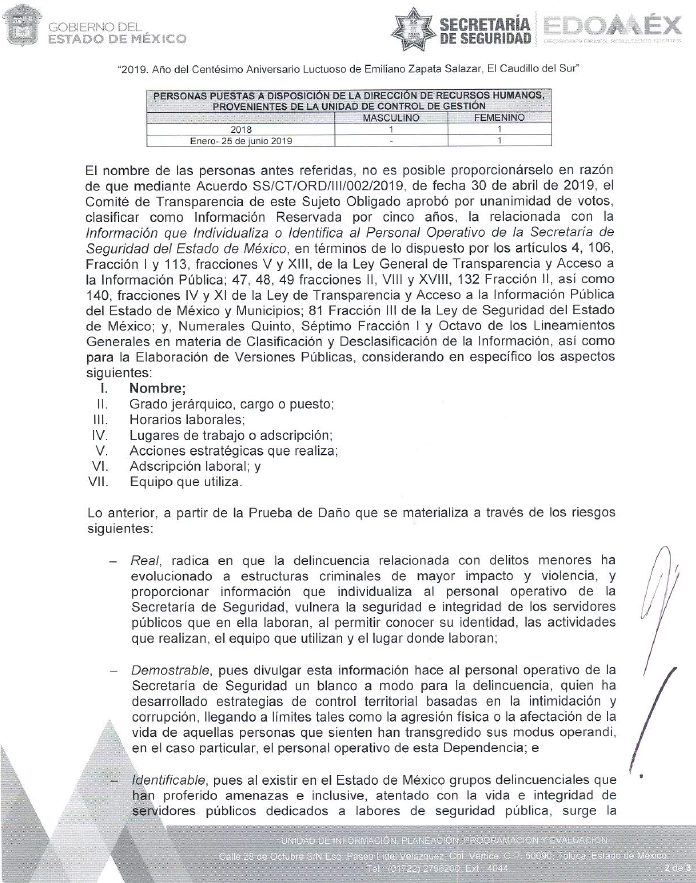 GOBIERNO DEL
ESTADO DE MÉXICO
SECRETARÍA
DE SEGURIDAD
EDOMÉX
"2019. Año del Centésimo Aniversario Luctuoso de Emiliano Zapata Salazar, El Caudillo del Sur"
PERSONAS PUESTAS A DISPOSICIÓN DE LA DIRECCIÓN DE RECURSOS HUMANOS,
PROVENIENTES DE LA UNIDAD DE CONTROL DE GESTIÓN
MASCULINO FEMENINO
2018 1 1
Enero- 25 de junio 2019 - 1
El nombre de las personas antes referidas, no es posible proporcionárselo en razón
de que mediante Acuerdo SS/CT/ORD/III/002/2019, de fecha 30 de abril de 2019, el
Comité de Transparencia de este Sujeto Obligado aprobó por unanimidad de votos,
clasificar como Información Reservada por cinco años, la relacionada con la
Información que Individualiza o Identifica al Personal Operativo de la Secretaría de
Seguridad del Estado de México, en términos de lo dispuesto por los artículos 4, 106,
Fracción I y 113, fracciones V y XIII, de la Ley General de Transparencia y Acceso a
la Información Pública; 47, 48, 49 fracciones II, VIII y XVIII, 132 Fracción II, así como
140, fracciones IV y XI de la Ley de Transparencia y Acceso a la Información Pública
del Estado de México y Municipios; 81 Fracción III de la Ley de Seguridad del Estado
de México; y, Numerales Quinto, Séptimo Fracción I y Octavo de los Lineamientos
Generales en materia de Clasificación y Desclasificación de la Información, así como
para la Elaboración de Versiones Públicas, considerando en específico los aspectos
siguientes:
I. Nombre;
II. Grado jerárquico, cargo o puesto;
III. Horarios laborales;
IV. Lugares de trabajo o adscripción;
V. Acciones estratégicas que realiza;
VI. Adscripción laboral; y
VII. Equipo que utiliza.
Lo anterior, a partir de la Prueba de Daño que se materializa a través de los riesgos
siguientes:
– Real, radica en que la delincuencia relacionada con delitos menores ha
evolucionado a estructuras criminales de mayor impacto y violencia, y
proporcionar información que individualiza al personal operativo de la
Secretaría de Seguridad, vulnera la seguridad e integridad de los servidores
públicos que en ella laboran, al permitir conocer su identidad, las actividades
que realizan, el equipo que utilizan y el lugar donde laboran;
– Demostrable, pues divulgar esta información hace al personal operativo de la
Secretaría de Seguridad un blanco a modo para la delincuencia, quien ha
desarrollado estrategias de control territorial basadas en la intimidación y
corrupción, llegando a límites tales como la agresión física o la afectación de la
vida de aquellas personas que sienten han transgredido sus modus operandi,
en el caso particular, el personal operativo de esta Dependencia; e
– Identificable, pues al existir en el Estado de México grupos delincuenciales que
han proferido amenazas e inclusive, atentado con la vida e integridad de
servidores públicos dedicados a labores de seguridad pública, surge la
UNIDAD DE INFORMACIÓN, PLANEACIÓN, PROGRAMACIÓN Y EVALUACIÓN
Calle 28 de Octubre S/N Esq. Paseo Fidel Velázquez, Col. Vértice, C.P. 50090, Toluca, Estado de México.
Tel.: (01722) 2796200, Ext.: 4044
2 de 3